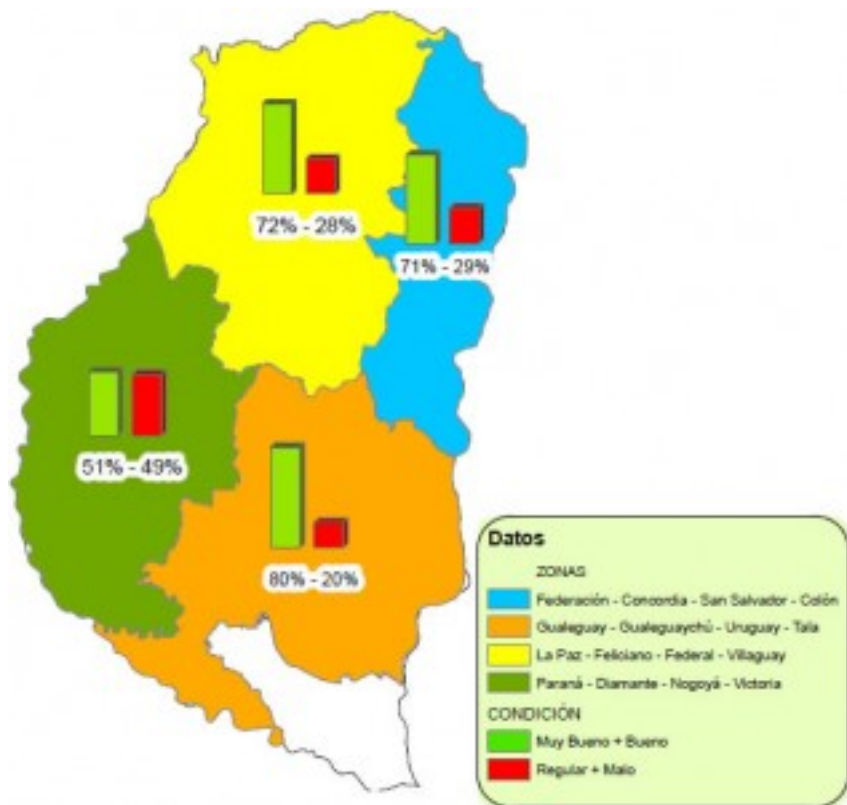 72% - 28%
71% - 29%
51% - 49%
80% - 20%
Datos
ZONAS
Federación - Concordia - San Salvador - Colón
Gualeguay - Gualeguaychú - Uruguay - Tala
La Paz - Feliciano - Federal - Villaguay
Paraná - Diamante - Nogoyá - Victoria
CONDICIÓN
Muy Bueno + Bueno
Regular + Malo